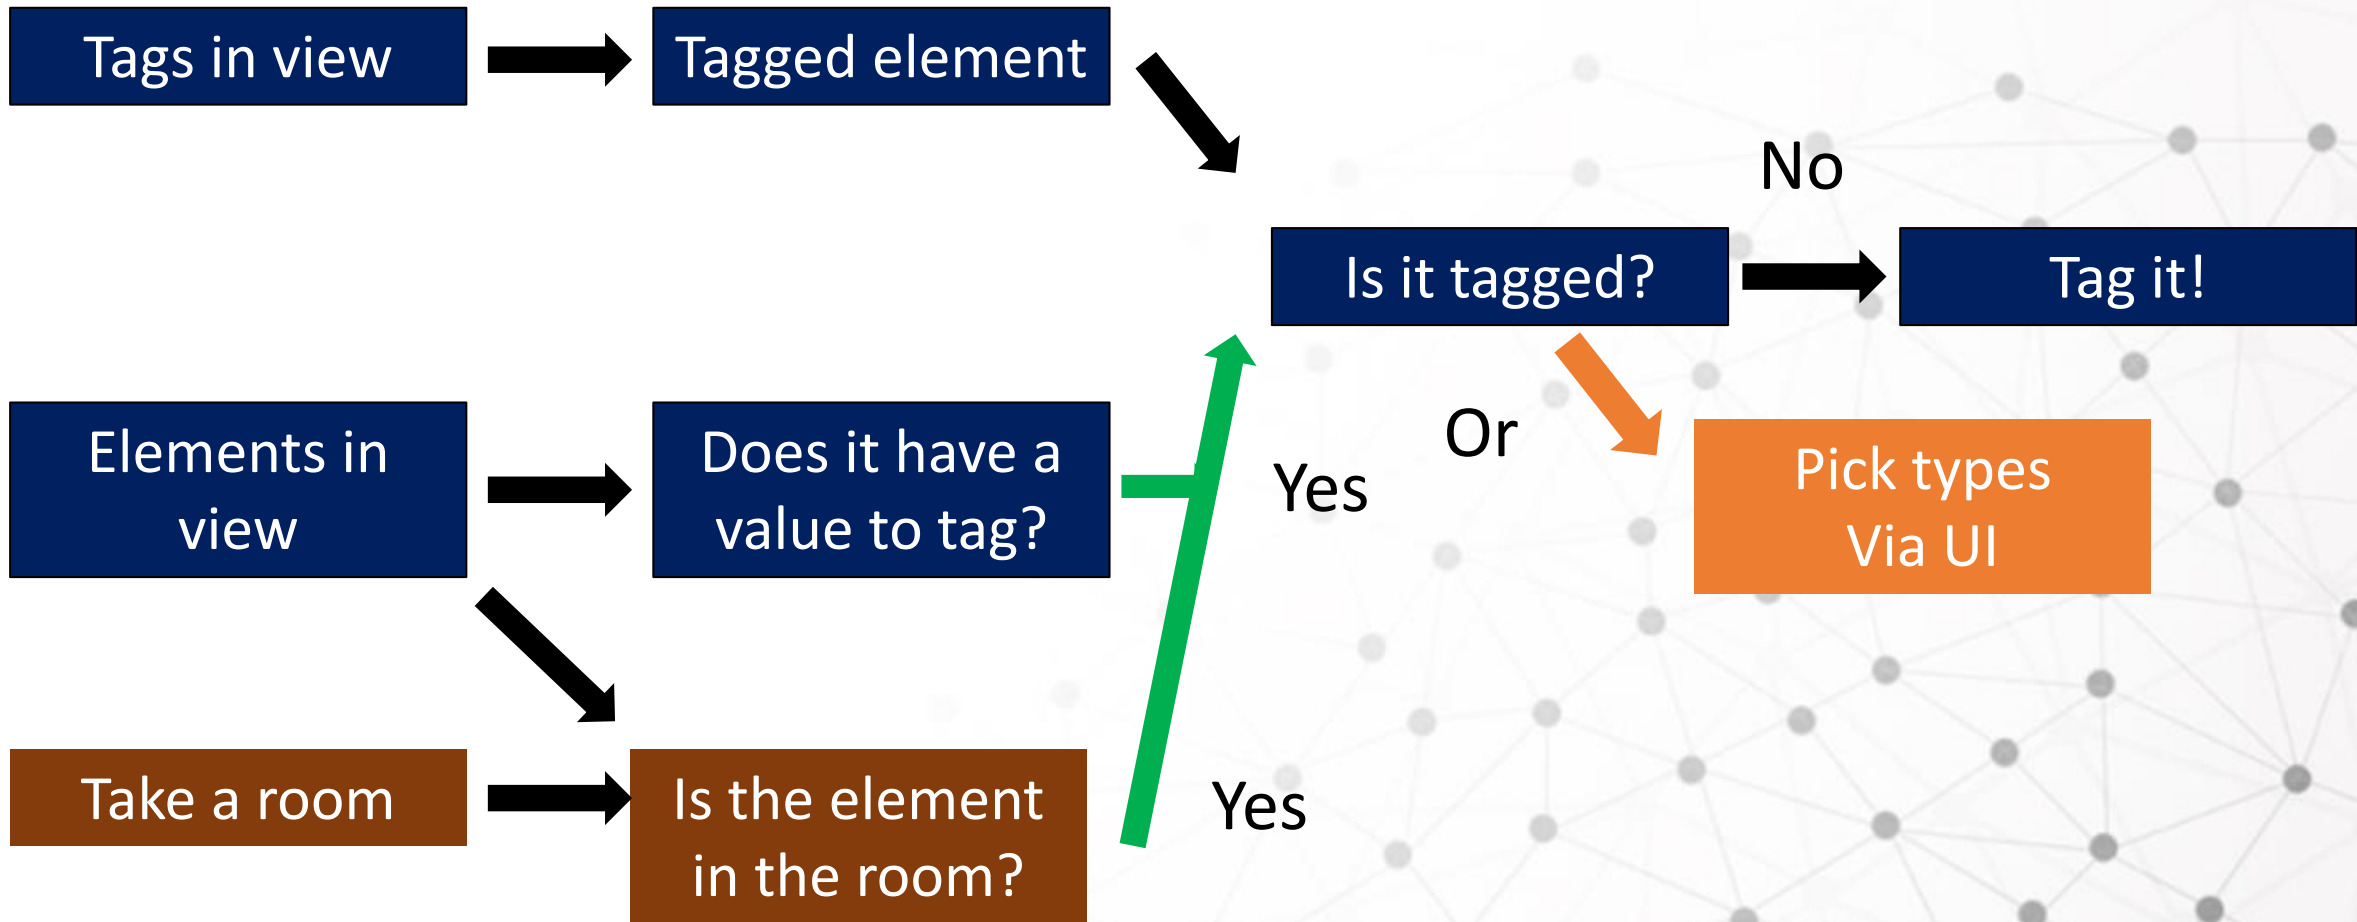 Tags in view
Tagged element
No
Is it tagged?
Tag it!
Elements in
view
Does it have a
value to tag?
Yes
Or
Pick types
Via UI
Take a room
Is the element
in the room?
Yes